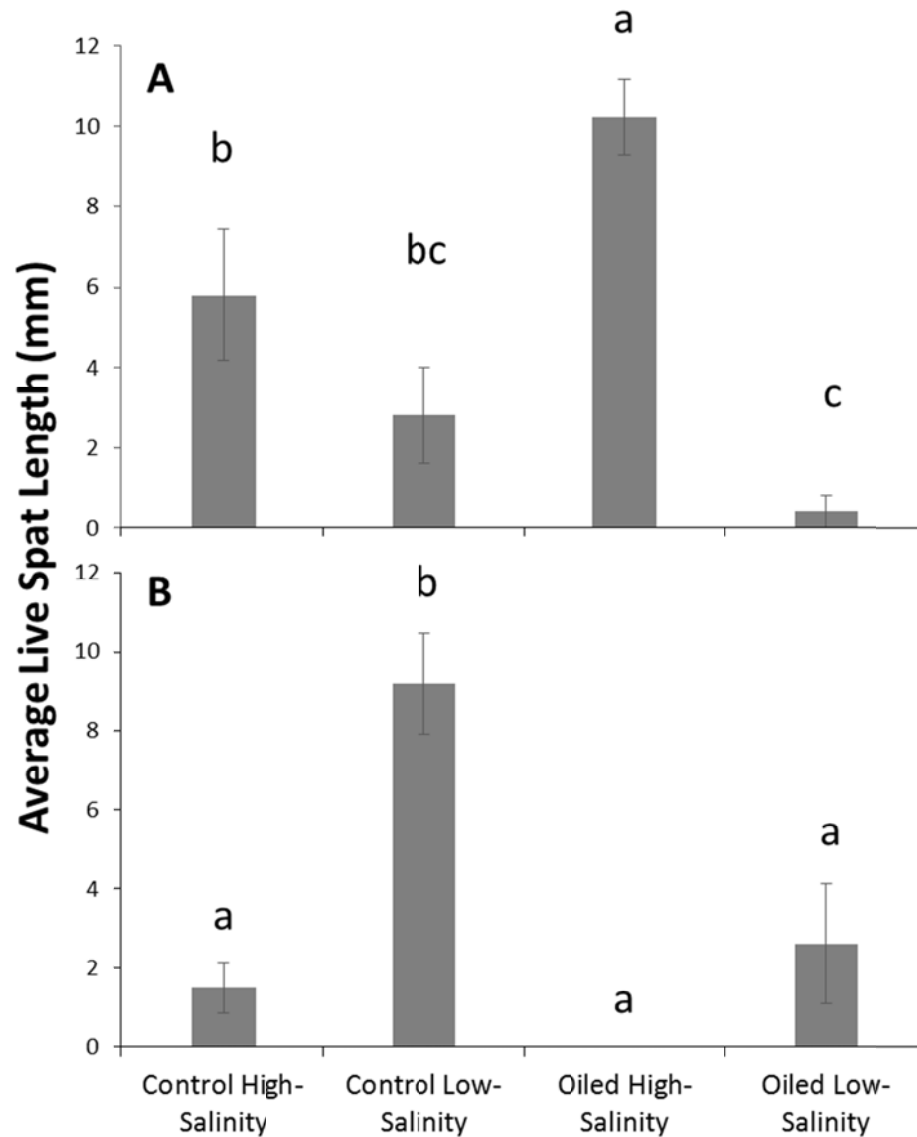 Average Live Spat Length (mm)
A
12
10
8
6
4
2
0
b
bc
a
c
B
12
10
8
6
4
2
0
a
b
a
a
Control High-
Salinity
Control Low-
Salinity
Oiled High-
Salinity
Oiled Low-
Salinity